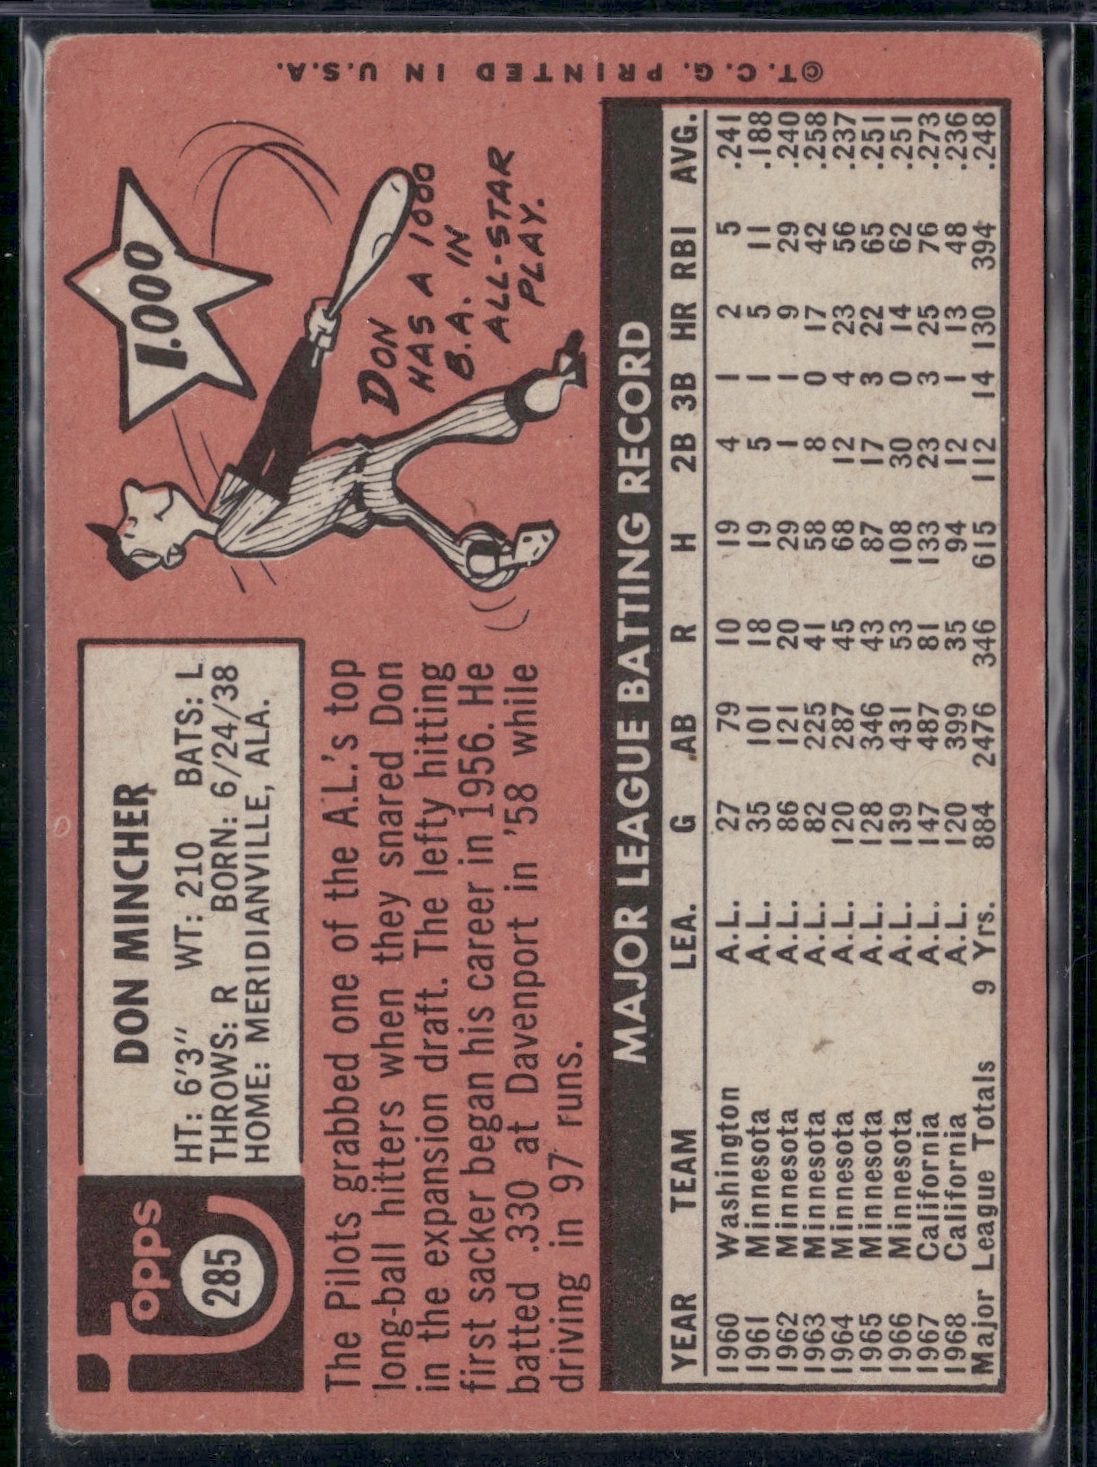 topps
285
DON MINCHER
HT: 6'3" WT: 210 BATS: L
THROWS: R BORN: 6/24/38
HOME: MERIDIANVILLE, ALA.
The Pilots grabbed one of the A.L.'s top
long-ball hitters when they snared Don
in the expansion draft. The lefty hitting
first sacker began his career in 1956. He
batted .330 at Davenport in '58 while
driving in 97 runs.
1.000
DON
HAS A 1000
B.A. IN
ALL-STAR
PLAY.
MAJOR LEAGUE BATTING RECORD
YEAR TEAM LEA. G AB R H 2B 3B HR RBI AVG.
1960 Washington A.L. 27 79 10 19 4 1 2 5 .241
1961 Minnesota A.L. 35 101 18 19 5 1 5 11 .188
1962 Minnesota A.L. 86 121 20 29 1 1 9 29 .240
1963 Minnesota A.L. 82 225 41 58 8 0 17 42 .258
1964 Minnesota A.L. 120 287 45 68 12 4 23 56 .237
1965 Minnesota A.L. 128 346 43 87 17 3 22 65 .251
1966 Minnesota A.L. 139 431 53 108 30 0 14 62 .251
1967 California A.L. 147 487 81 133 23 3 25 76 .273
1968 California A.L. 120 399 35 94 12 1 13 48 .236
Major League Totals 9 Yrs. 884 2476 346 615 112 14 130 394 .248
©T.C.G. PRINTED IN U.S.A.